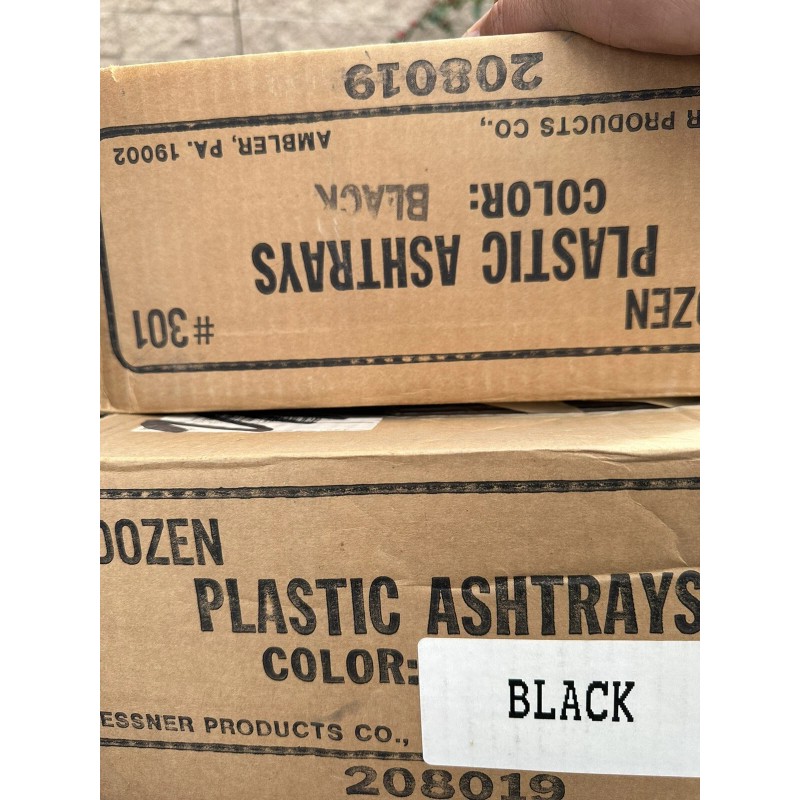 208019
R PRODUCTS CO., AMBLER, PA. 19002
COLOR: BLACK
PLASTIC ASHTRAYS
OZEN #301
DOZEN
PLASTIC ASHTRAYS
COLOR: BLACK
ESSNER PRODUCTS CO.,
208019